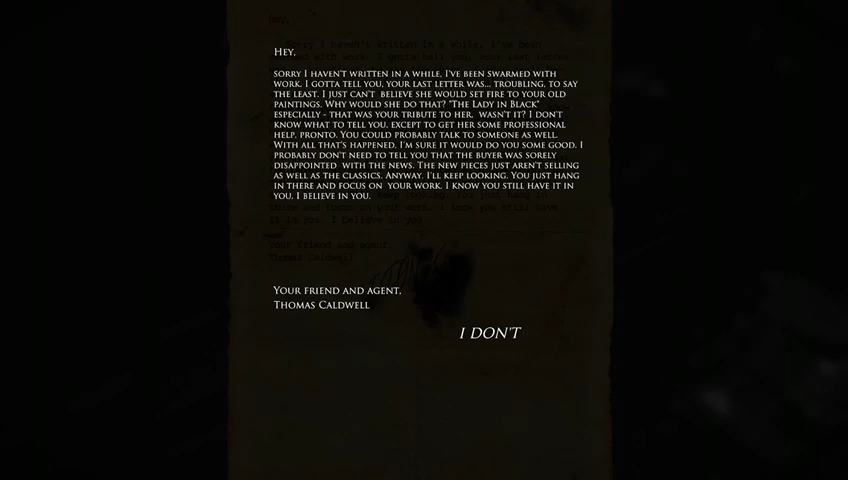 Hey,
sorry I haven't written in a while, I've been swarmed with
work. I gotta tell you, your last letter was... troubling, to say
the least. I just can't believe she would set fire to your old
paintings. Why would she do that? "The Lady in Black"
especially - that was your tribute to her, wasn't it? I don't
know what to tell you, except to get her some professional
help, pronto. You could probably talk to someone as well.
With all that's happened, I'm sure it would do you some good. I
probably don't need to tell you that the buyer was sorely
disappointed with the news. The new pieces just aren't selling
as well as the classics. Anyway, I'll keep looking. You just hang
in there and focus on your work. I know you still have it in
you. I believe in you.
Your friend and agent,
Thomas Caldwell
I DON'T